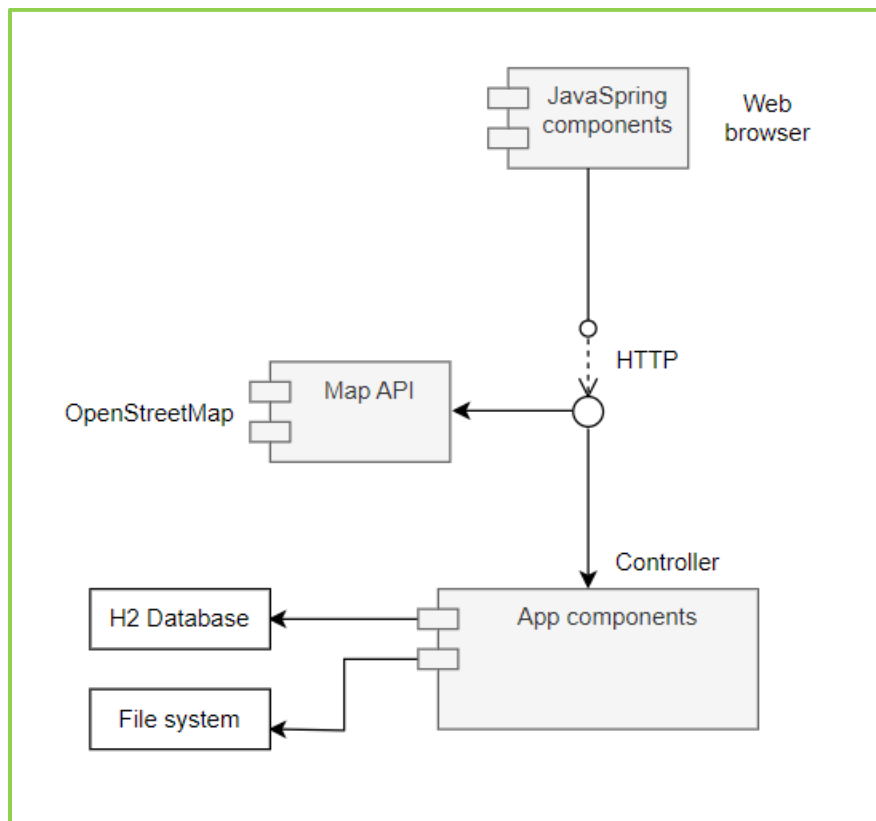 JavaSpring
components
Web
browser
HTTP
Map API
OpenStreetMap
Controller
App components
H2 Database
File system